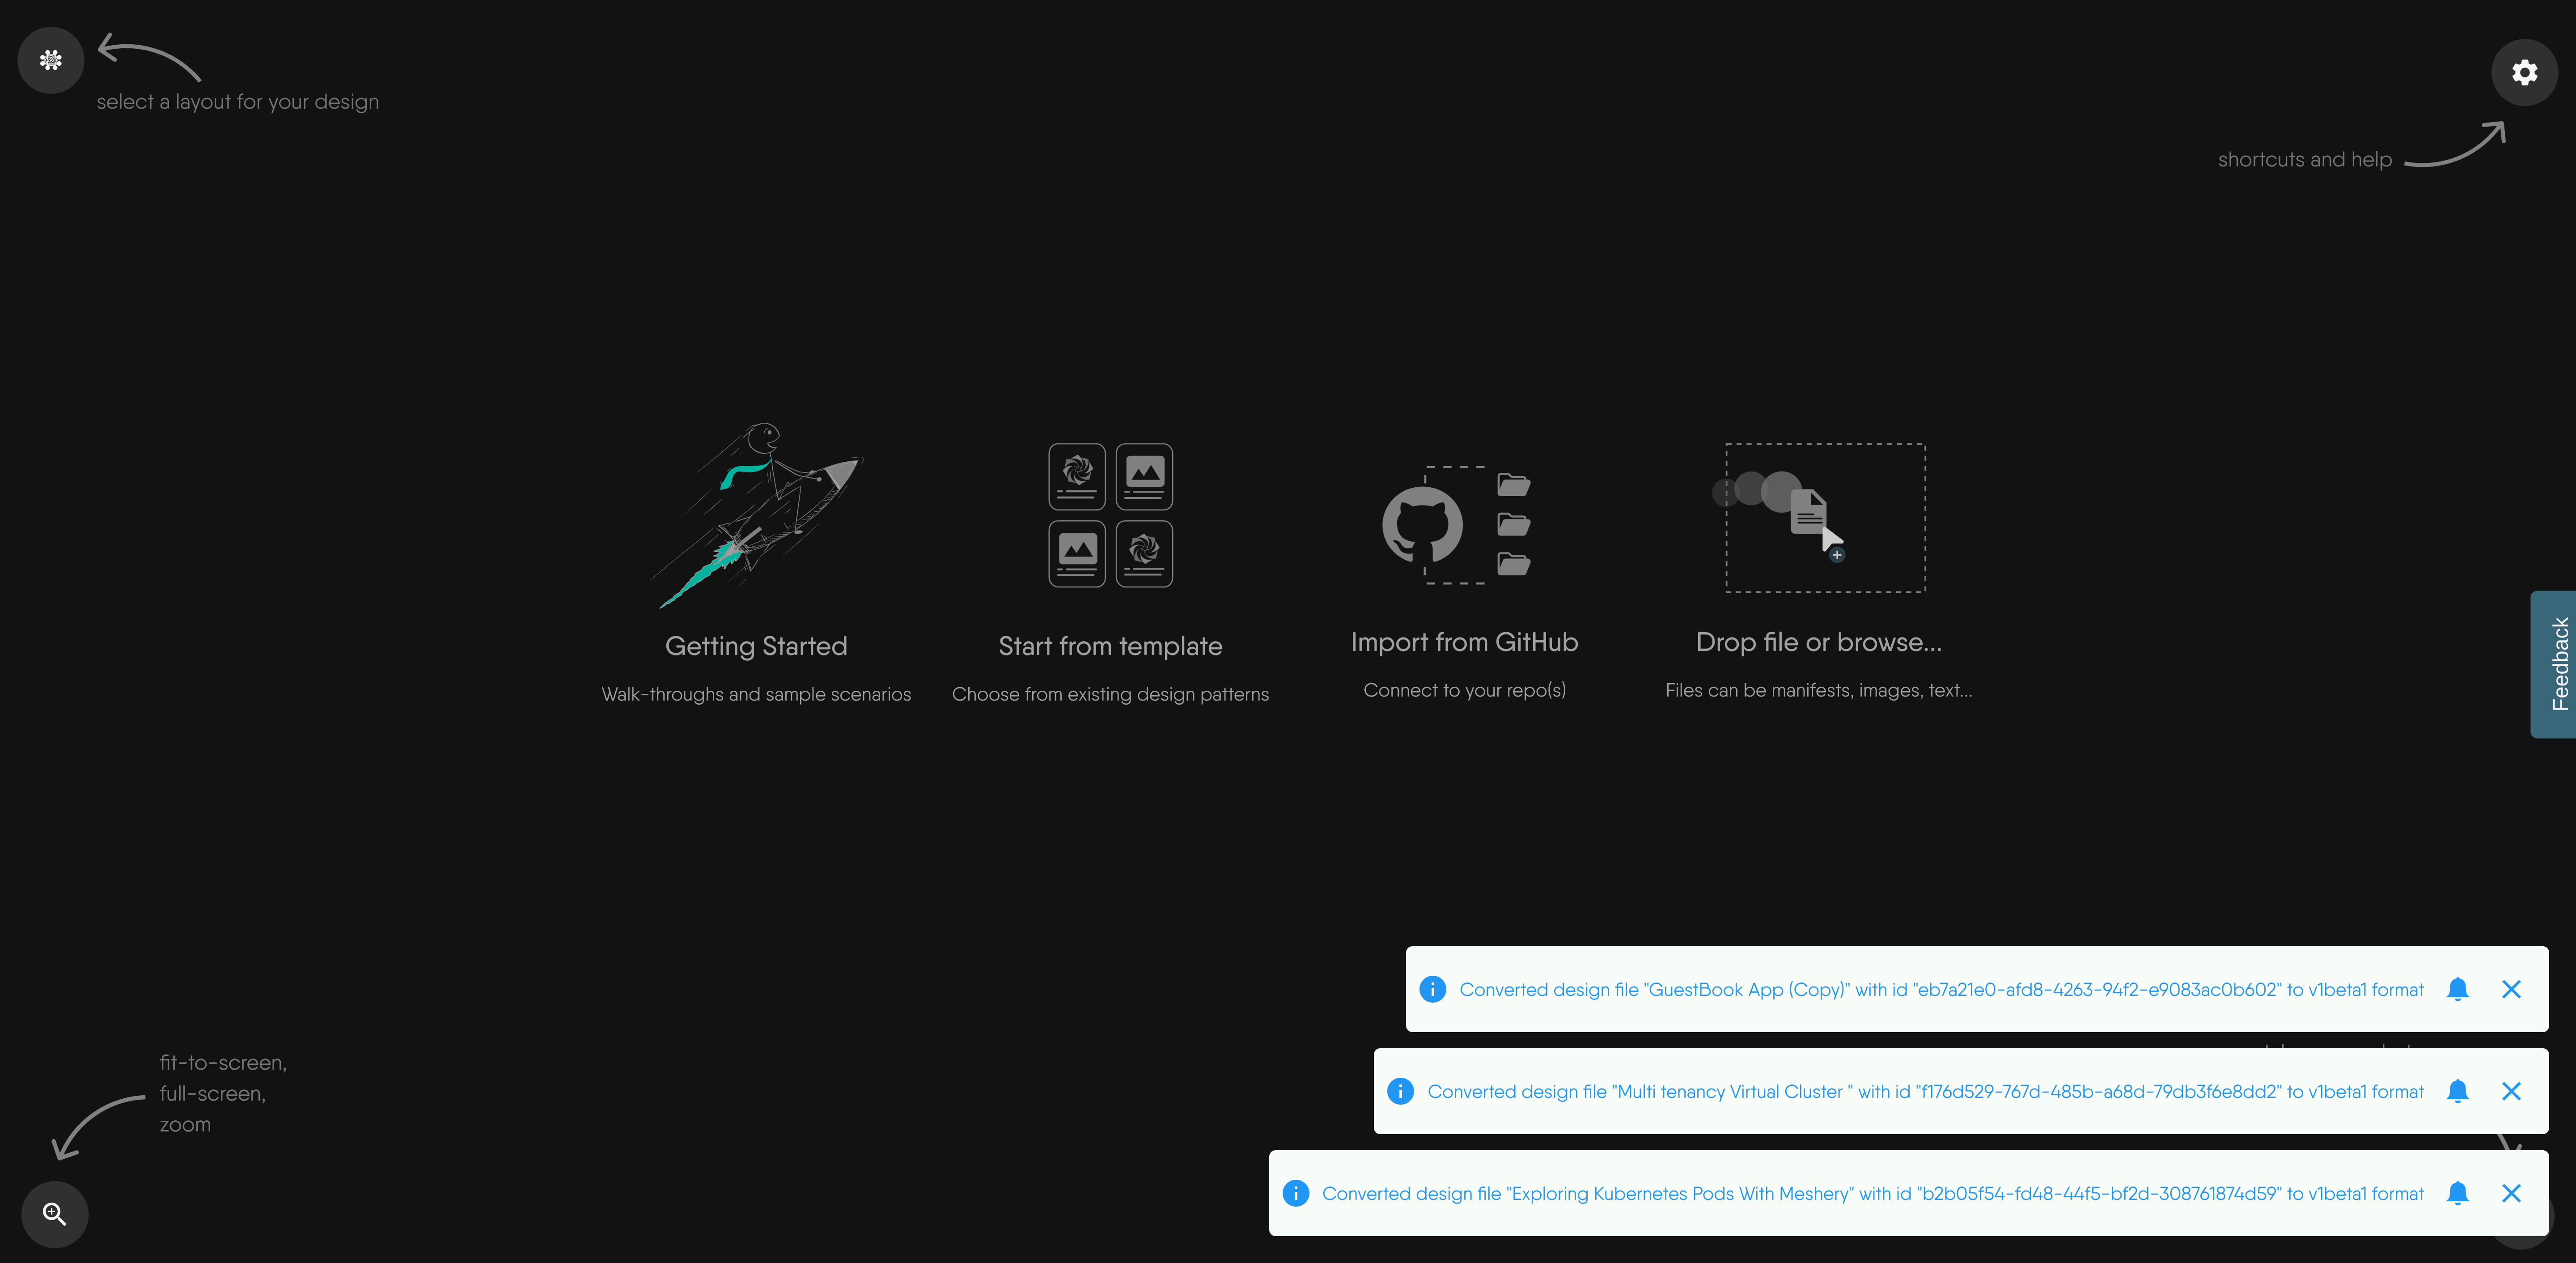 select a layout for your design
shortcuts and help
Getting Started
Walk-throughs and sample scenarios
Start from template
Choose from existing design patterns
Import from GitHub
Connect to your repo(s)
Drop file or browse...
Files can be manifests, images, text...
Feedback
Converted design file "GuestBook App (Copy)" with id "eb7a21e0-afd8-4263-94f2-e9083ac0b602" to v1beta1 format
Converted design file "Multi tenancy Virtual Cluster " with id "f176d529-767d-485b-a68d-79db3f6e8dd2" to v1beta1 format
Converted design file "Exploring Kubernetes Pods With Meshery" with id "b2b05f54-fd48-44f5-bf2d-308761874d59" to v1beta1 format
fit-to-screen,
full-screen,
zoom